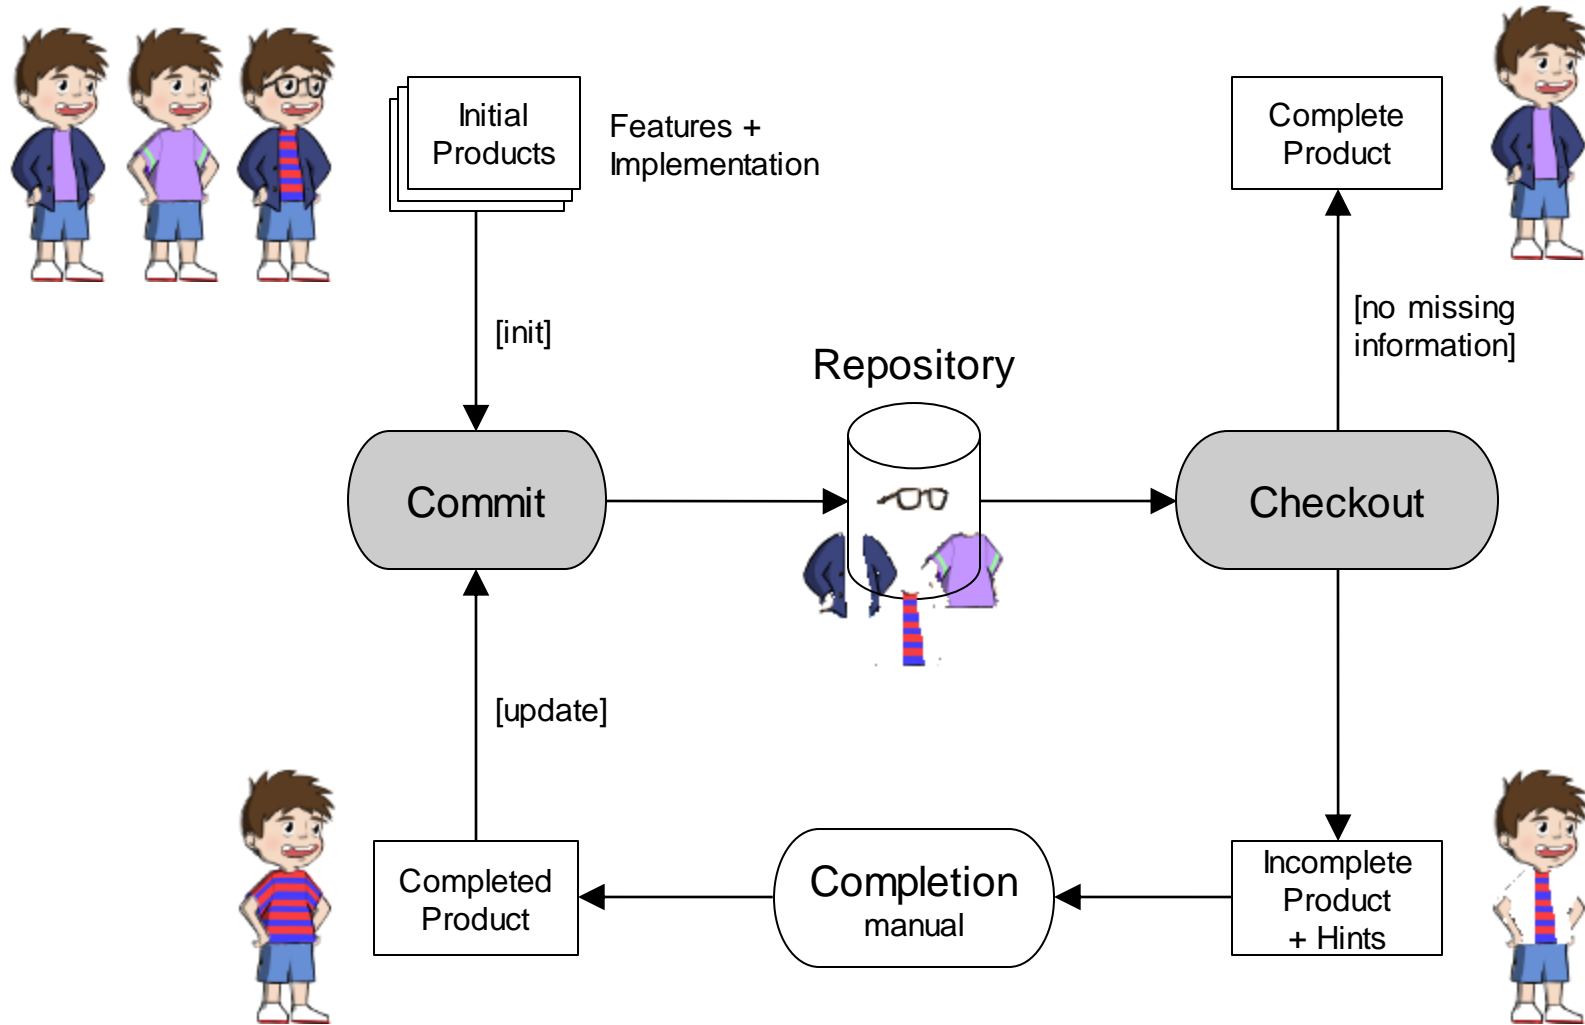 Initial
Products
Features +
Implementation
Complete
Product
[init]
[no missing
information]
Repository
Commit
Checkout
[update]
Completed
Product
Completion
manual
Incomplete
Product
+ Hints